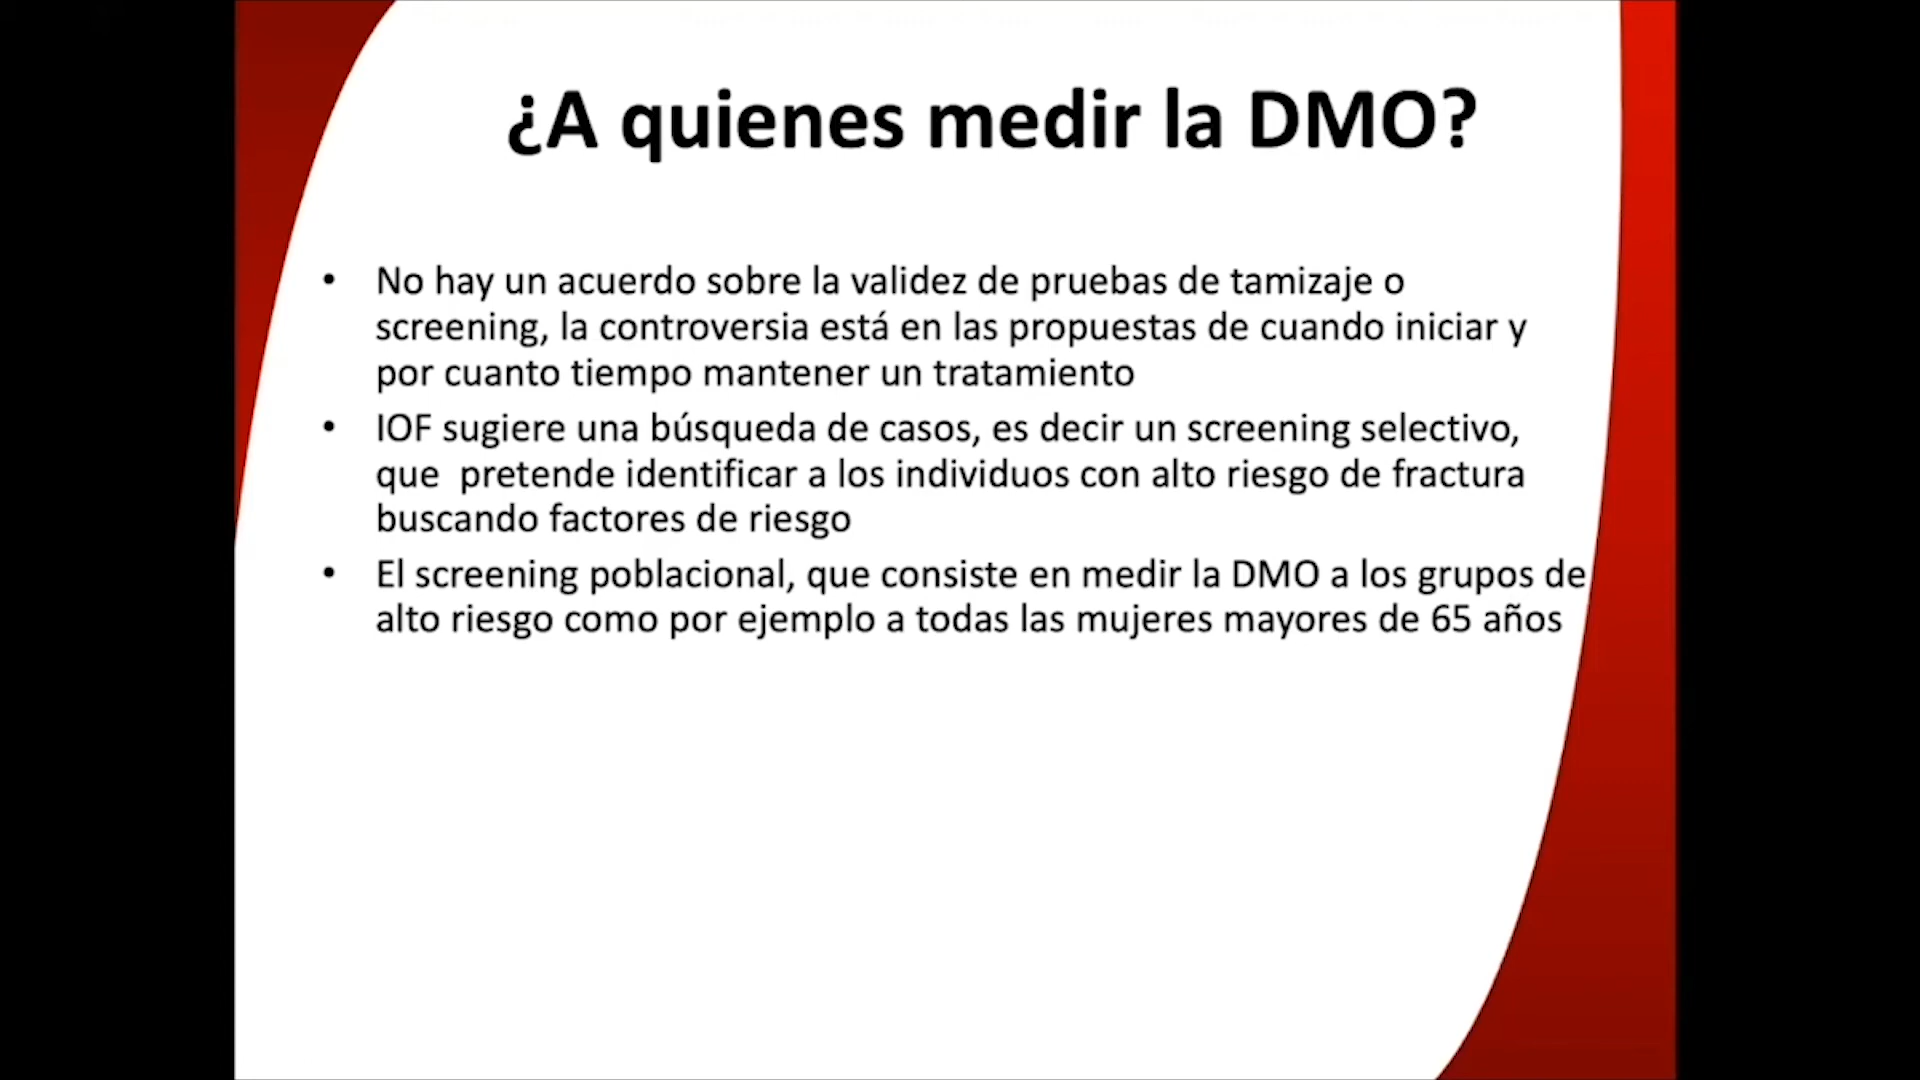 ¿A quienes medir la DMO?
• No hay un acuerdo sobre la validez de pruebas de tamizaje o
screening, la controversia está en las propuestas de cuando iniciar y
por cuanto tiempo mantener un tratamiento
• IOF sugiere una búsqueda de casos, es decir un screening selectivo,
que  pretende identificar a los individuos con alto riesgo de fractura
buscando factores de riesgo
• El screening poblacional, que consiste en medir la DMO a los grupos de
alto riesgo como por ejemplo a todas las mujeres mayores de 65 años